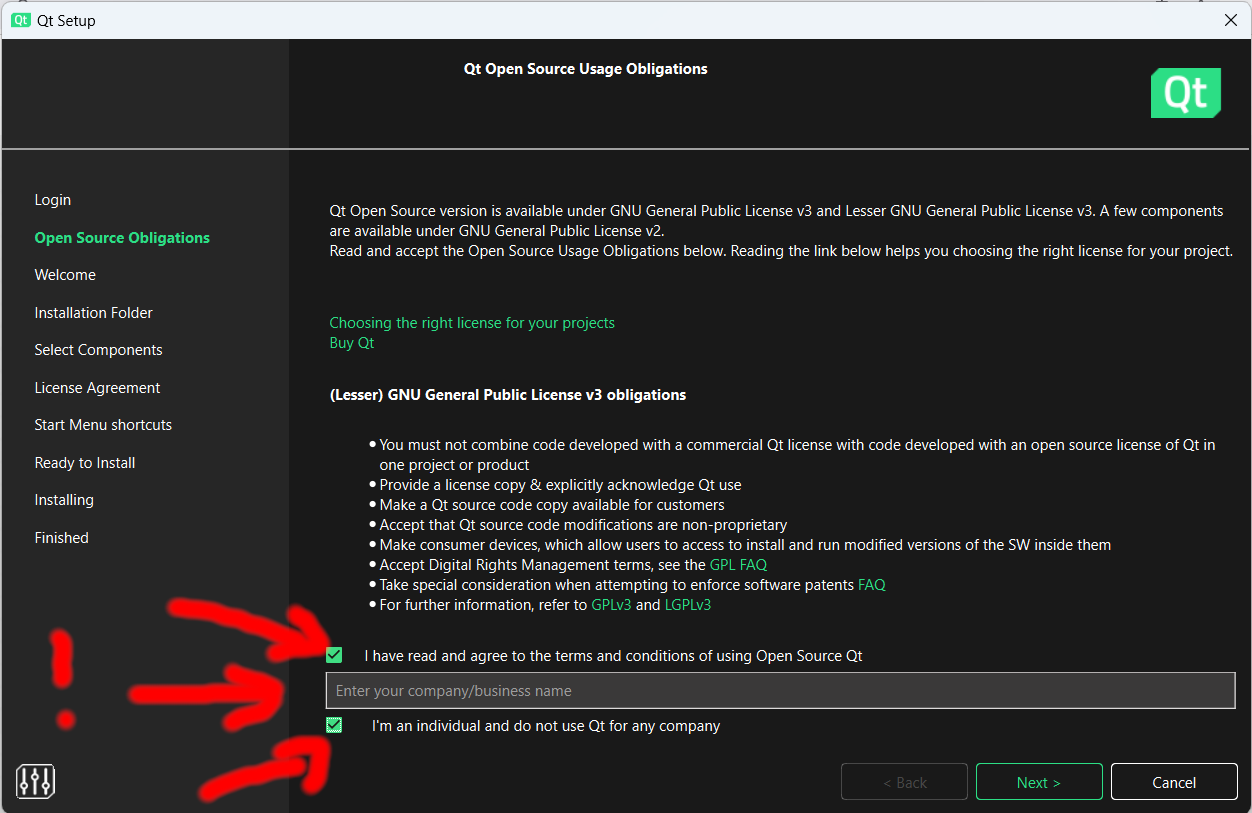 Qt Qt Setup
Qt Open Source Usage Obligations
Qt
Login
Open Source Obligations
Welcome
Installation Folder
Select Components
License Agreement
Start Menu shortcuts
Ready to Install
Installing
Finished
Qt Open Source version is available under GNU General Public License v3 and Lesser GNU General Public License v3. A few components
are available under GNU General Public License v2.
Read and accept the Open Source Usage Obligations below. Reading the link below helps you choosing the right license for your project.
Choosing the right license for your projects
Buy Qt
(Lesser) GNU General Public License v3 obligations
• You must not combine code developed with a commercial Qt license with code developed with an open source license of Qt in
one project or product
• Provide a license copy & explicitly acknowledge Qt use
• Make a Qt source code copy available for customers
• Accept that Qt source code modifications are non-proprietary
• Make consumer devices, which allow users to access to install and run modified versions of the SW inside them
• Accept Digital Rights Management terms, see the GPL FAQ
• Take special consideration when attempting to enforce software patents FAQ
• For further information, refer to GPLv3 and LGPLv3
I have read and agree to the terms and conditions of using Open Source Qt
!
Enter your company/business name
I'm an individual and do not use Qt for any company
< Back Next > Cancel